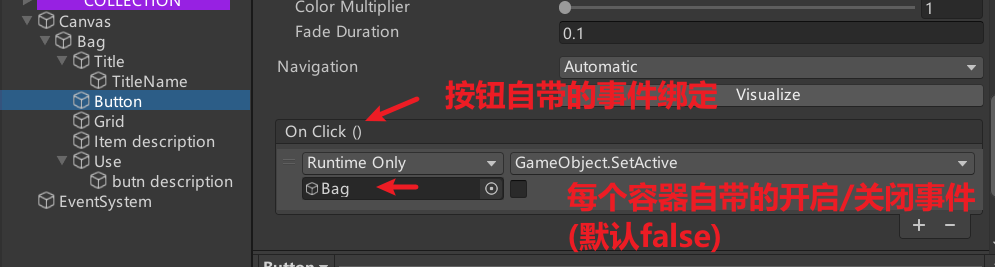 COLLECTION
Canvas
Bag
Title
TitleName
Button
Grid
Item description
Use
butn description
EventSystem
Color Multiplier
1
Fade Duration
0.1
Navigation
Automatic
按钮自带的事件绑定
Visualize
On Click ()
Runtime Only
GameObject.SetActive
Bag
每个容器自带的开启/关闭事件
(默认false)
Button